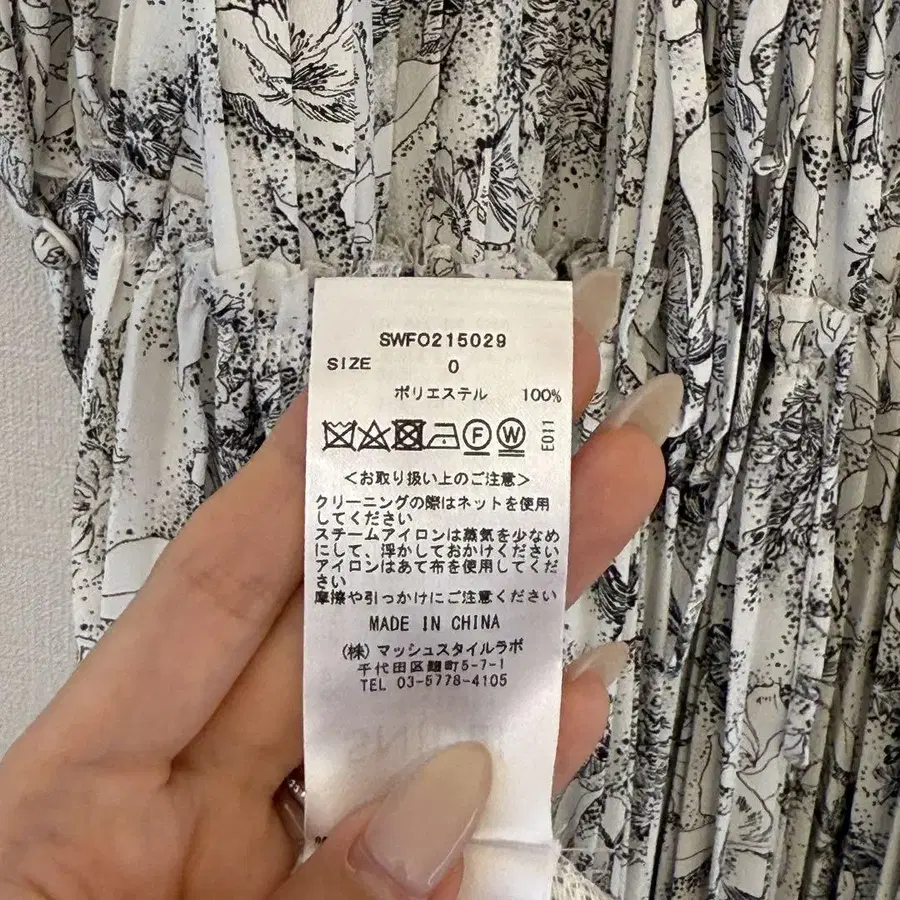 SWFO215029
SIZE 0
ポリエステル 100%
F W E011
<お取り扱い上のご注意>
クリーニングの際はネットを使用
してください
スチームアイロンは蒸気を少なめ
にして、浮かしておかけください
アイロンはあて布を使用してくだ
さい
摩擦や引っかけにご注意ください
MADE IN CHINA
(株) マッシュスタイルラボ
千代田区麹町5-7-1
TEL 03-5778-4105